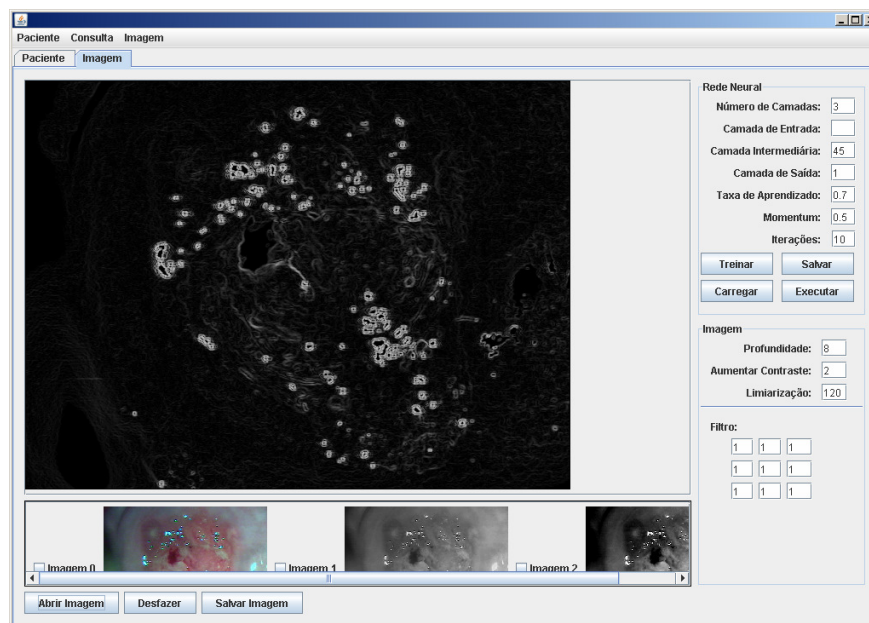 Paciente Consulta Imagem
Paciente Imagem
Rede Neural
Número de Camadas: 3
Camada de Entrada:
Camada Intermediária: 45
Camada de Saída: 1
Taxa de Aprendizado: 0.7
Momentum: 0.5
Iterações: 10
Treinar Salvar
Carregar Executar
Imagem
Profundidade: 8
Aumentar Contraste: 2
Limiarização: 120
Filtro:
1 1 1
1 1 1
1 1 1
Imagem 0 Imagem 1 Imagem 2
Abrir Imagem Desfazer Salvar Imagem